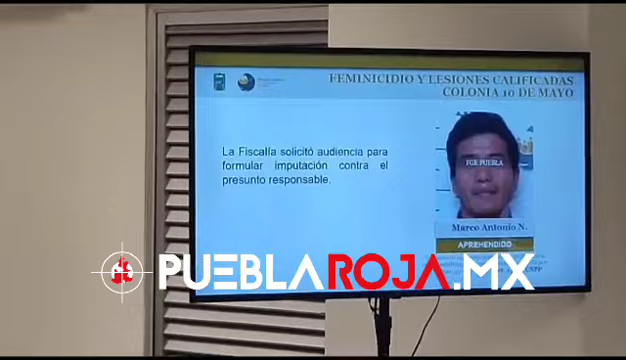 FEMINICIDIO Y LESIONES CALIFICADAS
COLONIA 10 DE MAYO
La Fiscalía solicitó audiencia para
formular imputación contra el
presunto responsable.
FGE PUEBLA
Marco Antonio N.
APREHENDIDO
PUEBLAROJA.MX